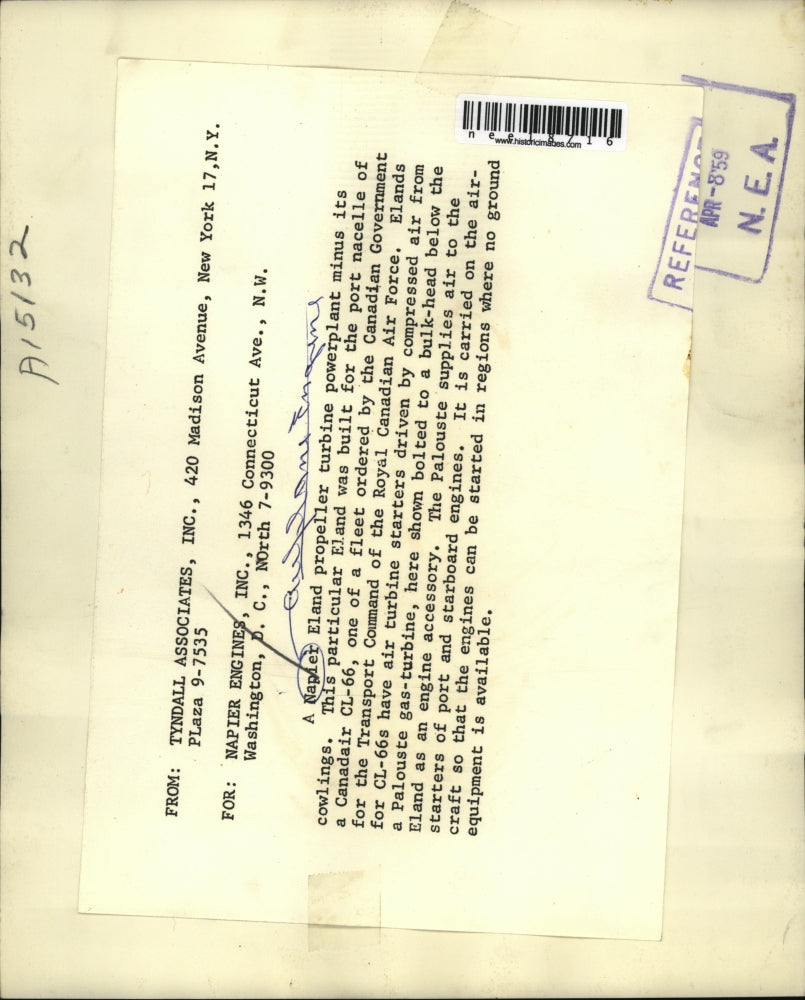 A15132
FROM: TYNDALL ASSOCIATES, INC., 420 Madison Avenue, New York 17,N.Y.
PLaza 9-7535
FOR: NAPIER ENGINES, INC., 1346 Connecticut Ave., N.W.
Washington, D. C., NOrth 7-9300
Engine
A Napier Eland propeller turbine powerplant minus its
cowlings. This particular Eland was built for the port nacelle of
a Canadair CL-66, one of a fleet ordered by the Canadian Government
for the Transport Command of the Royal Canadian Air Force. Elands
for CL-66s have air turbine starters driven by compressed air from
a Palouste gas-turbine, here shown bolted to a bulk-head below the
Eland as an engine accessory. The Palouste supplies air to the
starters of port and starboard engines. It is carried on the air-
craft so that the engines can be started in regions where no ground
equipment is available.
nee18716
www.historicimages.com
REFERENCE
APR-8'59
N. E. A.